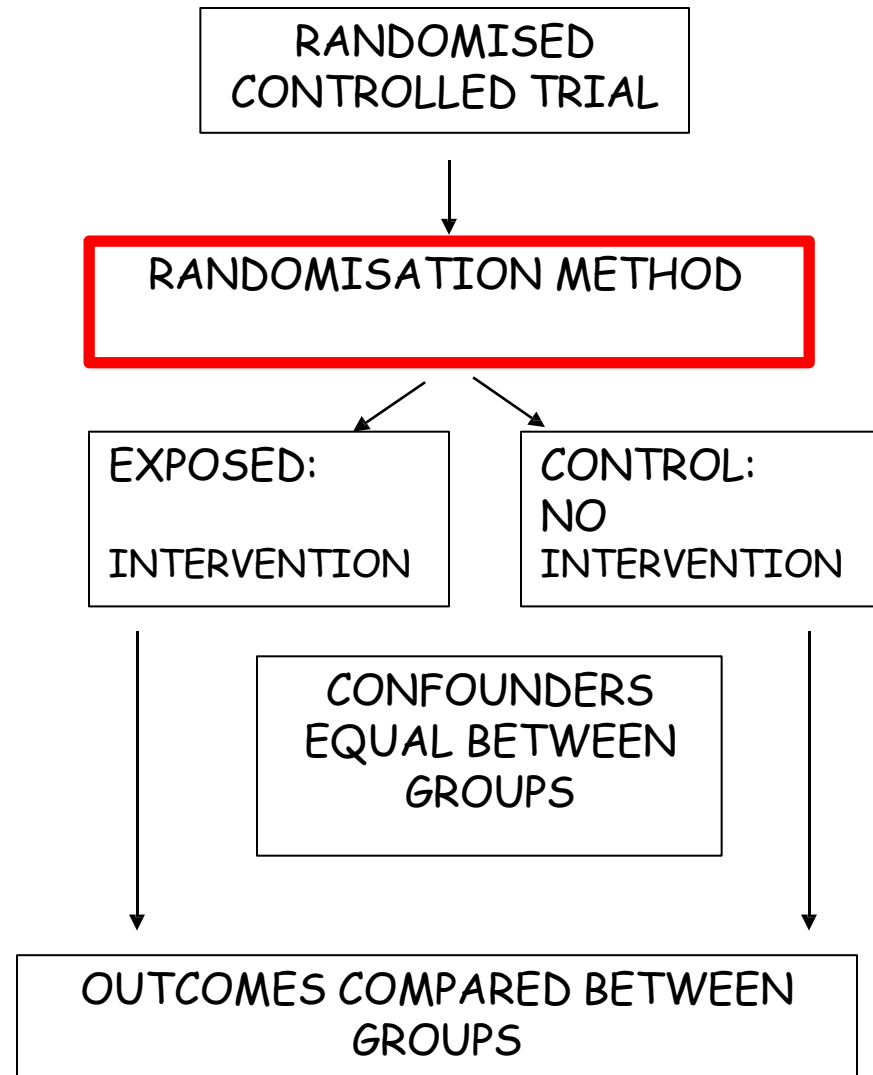 RANDOMISED
CONTROLLED TRIAL
RANDOMISATION METHOD
EXPOSED:
INTERVENTION
CONTROL:
NO
INTERVENTION
CONFOUNDERS
EQUAL BETWEEN
GROUPS
OUTCOMES COMPARED BETWEEN
GROUPS